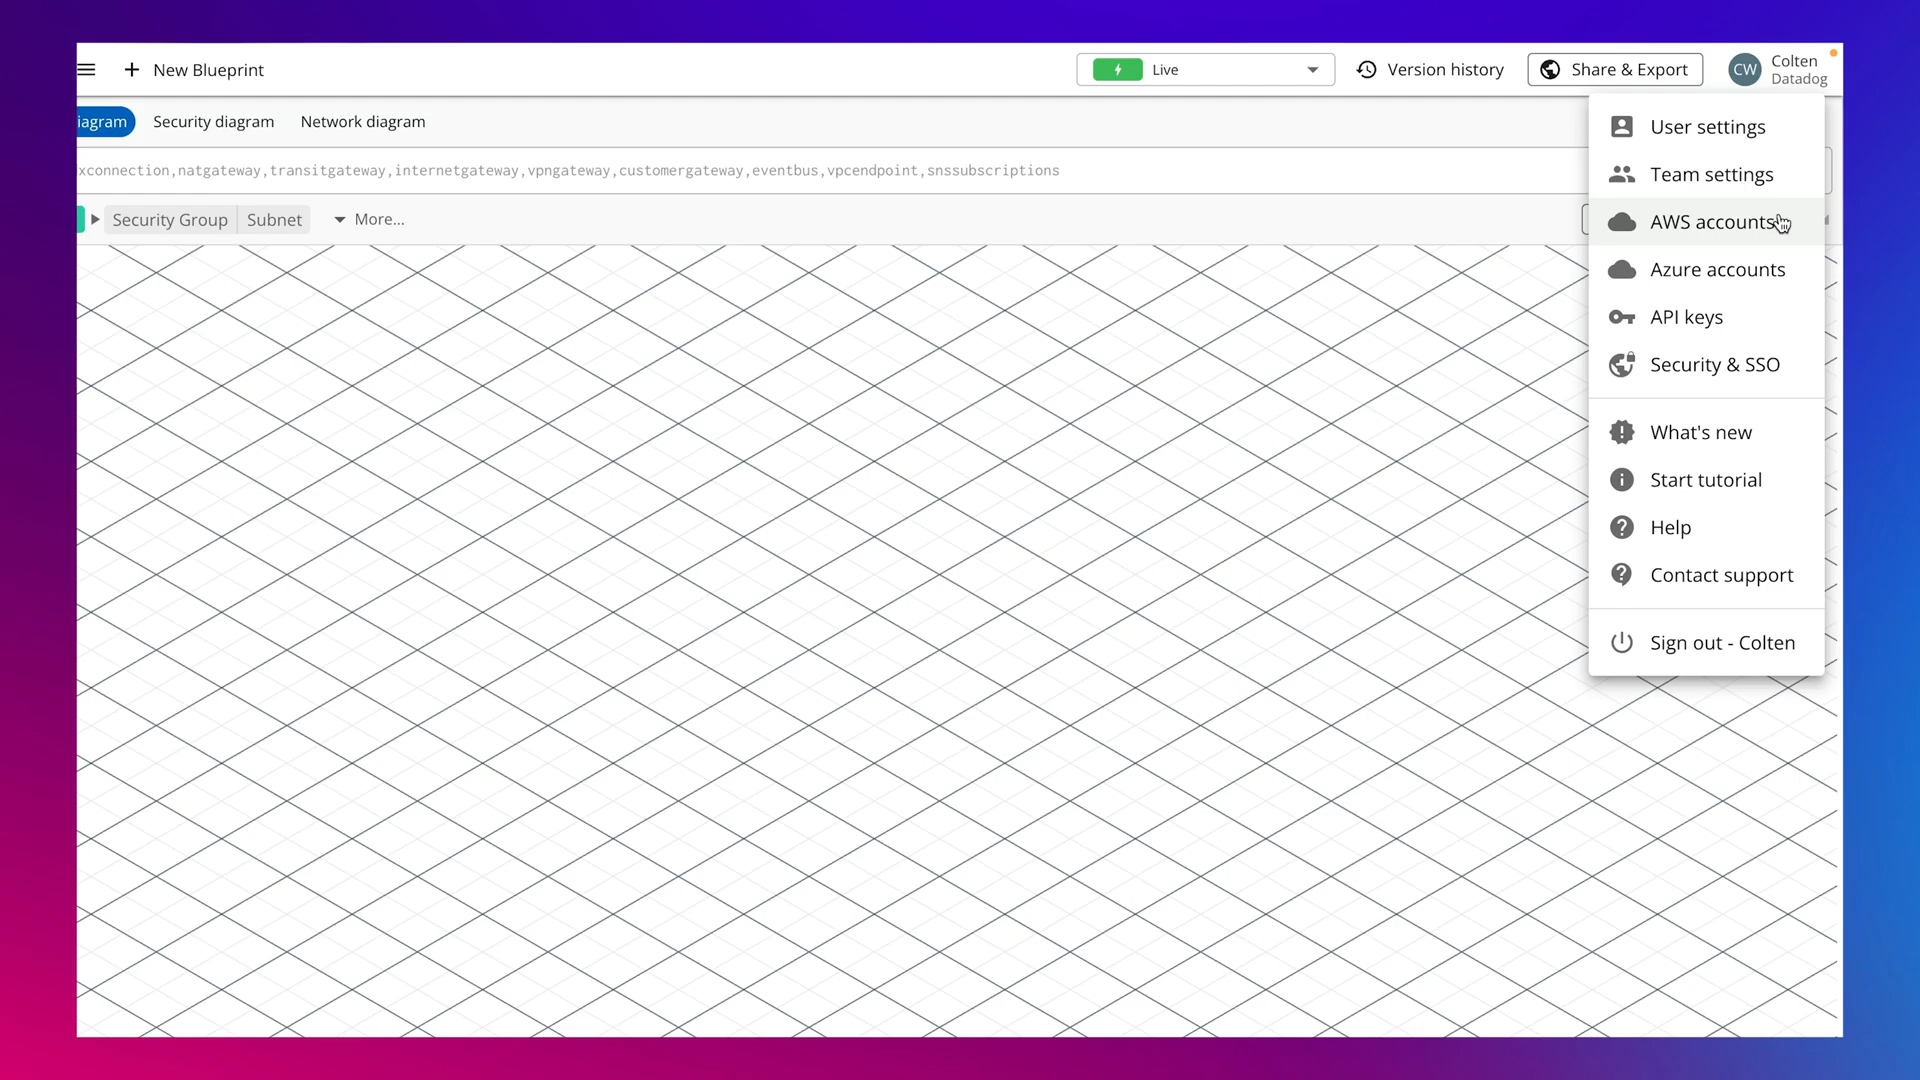 New Blueprint
Live
Version history
Share & Export
CW
Colten
Datadog
iagram
Security diagram
Network diagram
xconnection,natgateway,transitgateway,internetgateway,vpngateway,customergateway,eventbus,vpcendpoint,snssubscriptions
Security Group
Subnet
More...
User settings
Team settings
AWS accounts
Azure accounts
API keys
Security & SSO
What's new
Start tutorial
Help
Contact support
Sign out - Colten